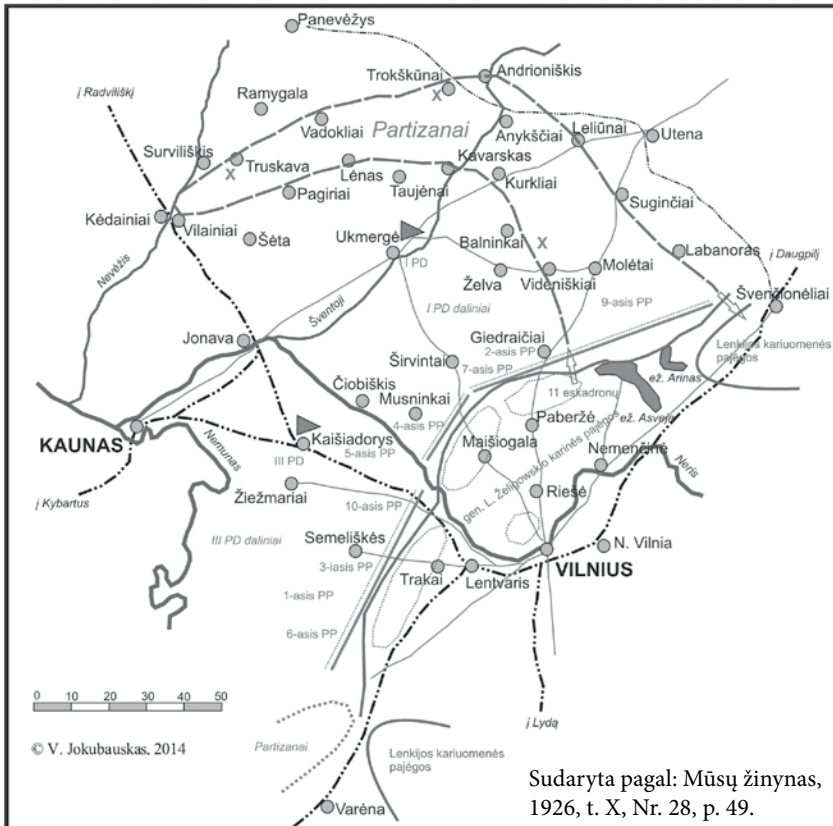 Panevėžys
į Radviliškį
Trokškūnai
Andrioniškis
Ramygala
X
Vadokliai
Partizanai
Anykščiai
Leliūnai
Utena
Surviliškis
Truskava
X
Lėnas
Kavarskas
Pagiriai
Taujėnai
Kurkliai
Suginčiai
Kėdainiai
Vilainiai
Šėta
Ukmergė
I PD
Balninkai
X
Labanoras
į Daugpilį
Nevėžis
Želva
Videniškiai
Molėtai
Švenčionėliai
Šventoji
I PD daliniai
9-asis PP
Lenkijos kariuomenės
pajėgos
Jonava
Giedraičiai
2-asis PP
Širvintai
7-asis PP
Čiobiškis
Musninkai
4-asis PP
11 eskadronų
ež. Arinas
ež. Asveja
KAUNAS
Nemunas
Kaišiadorys
III PD
5-asis PP
Maišiogala
Paberžė
Nemenčinė
gen. L. Želigowskio karinės pajėgos
Neris
į Kybartus
Žiežmariai
10-asis PP
Riešė
III PD daliniai
Semeliškės
3-iasis PP
Trakai
Lentvaris
VILNIUS
N. Vilnia
1-asis PP
6-asis PP
0 10 20 30 40 50
į Lydą
© V. Jokubauskas, 2014
Partizanai
Lenkijos kariuomenės
pajėgos
Varėna
Sudaryta pagal: Mūsų žinynas,
1926, t. X, Nr. 28, p. 49.